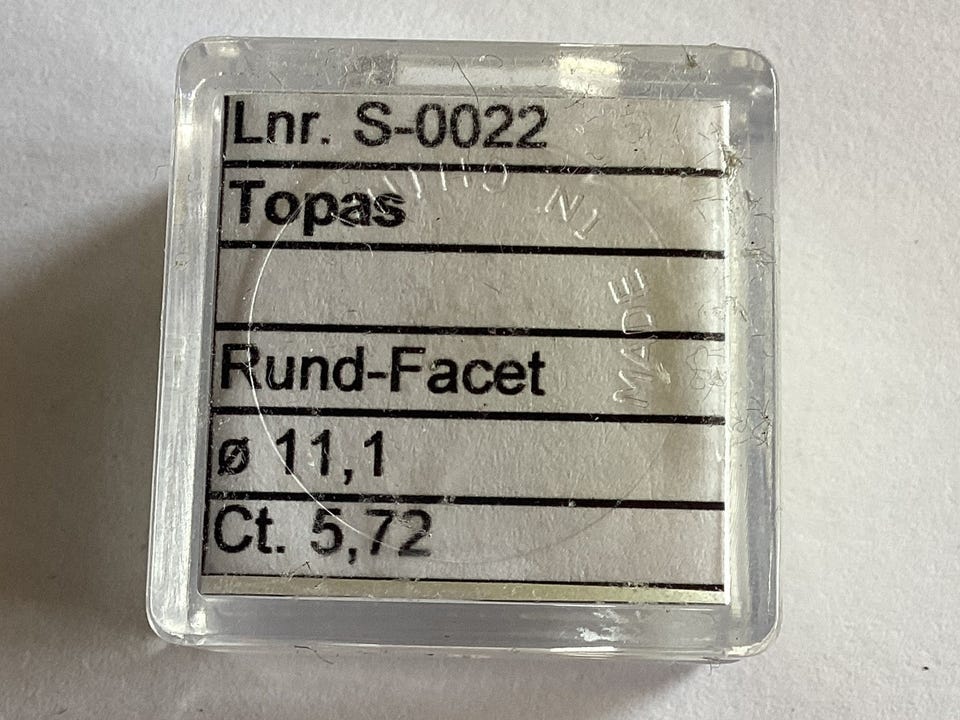 Lnr. S-0022
Topas
Rund-Facet
ø 11,1
Ct. 5,72
MADE IN CHINA